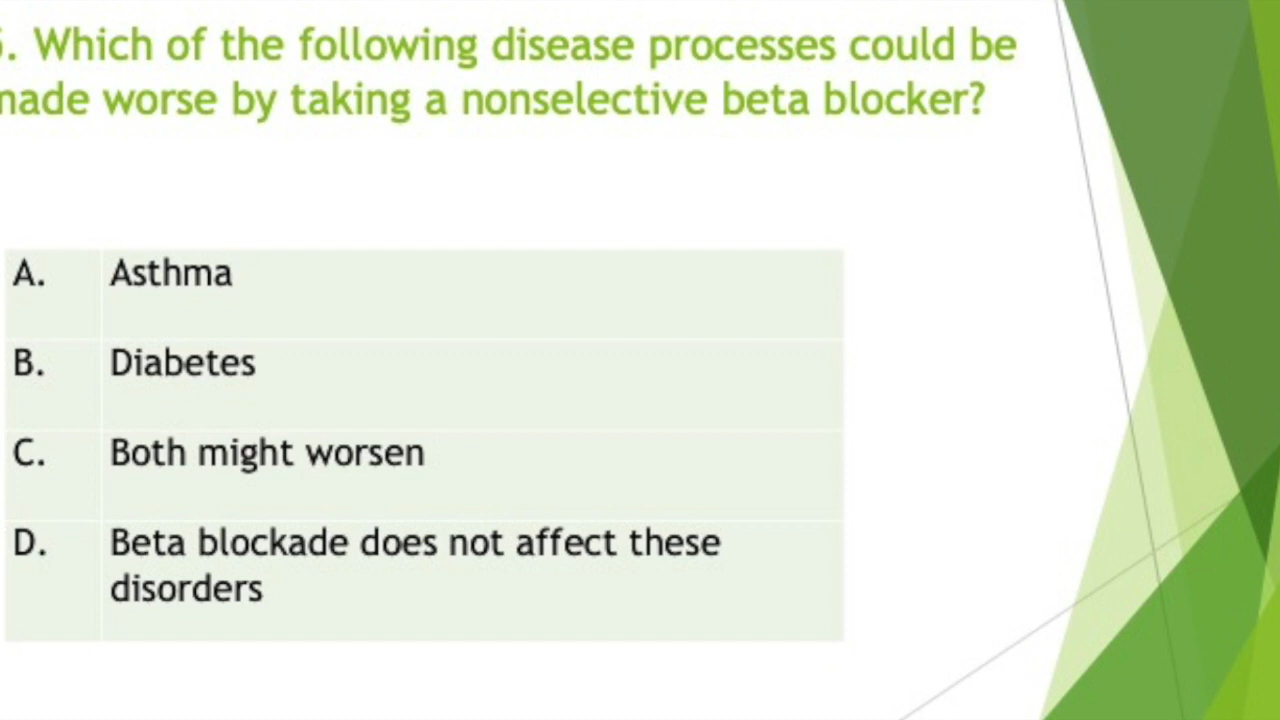 . Which of the following disease processes could be
made worse by taking a nonselective beta blocker?
A. Asthma
B. Diabetes
C. Both might worsen
D. Beta blockade does not affect these
disorders